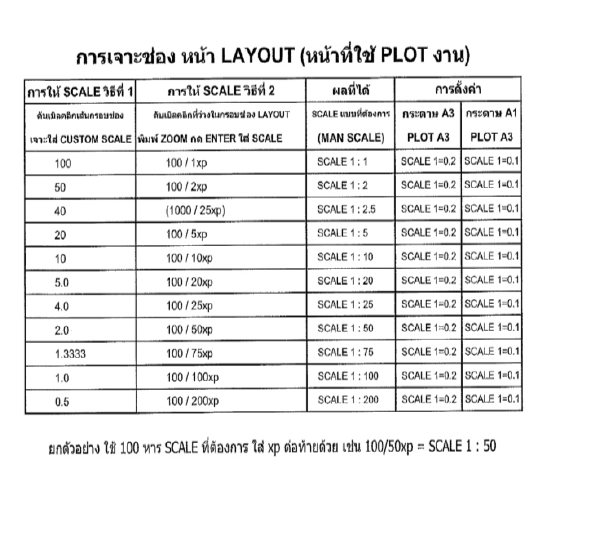 การเจาะช่อง หน้า LAYOUT (หน้าที่ใช้ PLOT งาน)
การให้ SCALE วิธีที่ 1 การให้ SCALE วิธีที่ 2 ผลที่ได้ การตั้งค่า
ดับเบิลคลิกเส้นกรอบช่อง ดับเบิลคลิกที่ว่างในกรอบช่อง LAYOUT SCALE แบบที่ต้องการ กระดาษ A3 กระดาษ A1
เจาะใส่ CUSTOM SCALE พิมพ์ ZOOM กด ENTER ใส่ SCALE (MAN SCALE) PLOT A3 PLOT A3
100 100 / 1xp SCALE 1 : 1 SCALE 1=0.2 SCALE 1=0.1
50 100 / 2xp SCALE 1 : 2 SCALE 1=0.2 SCALE 1=0.1
40 (1000 / 25xp) SCALE 1 : 2.5 SCALE 1=0.2 SCALE 1=0.1
20 100 / 5xp SCALE 1 : 5 SCALE 1=0.2 SCALE 1=0.1
10 100 / 10xp SCALE 1 : 10 SCALE 1=0.2 SCALE 1=0.1
5.0 100 / 20xp SCALE 1 : 20 SCALE 1=0.2 SCALE 1=0.1
4.0 100 / 25xp SCALE 1 : 25 SCALE 1=0.2 SCALE 1=0.1
2.0 100 / 50xp SCALE 1 : 50 SCALE 1=0.2 SCALE 1=0.1
1.3333 100 / 75xp SCALE 1 : 75 SCALE 1=0.2 SCALE 1=0.1
1.0 100 / 100xp SCALE 1 : 100 SCALE 1=0.2 SCALE 1=0.1
0.5 100 / 200xp SCALE 1 : 200 SCALE 1=0.2 SCALE 1=0.1
ยกตัวอย่าง ใช้ 100 หาร SCALE ที่ต้องการ ใส่ xp ต่อท้ายด้วย เช่น 100/50xp = SCALE 1 : 50